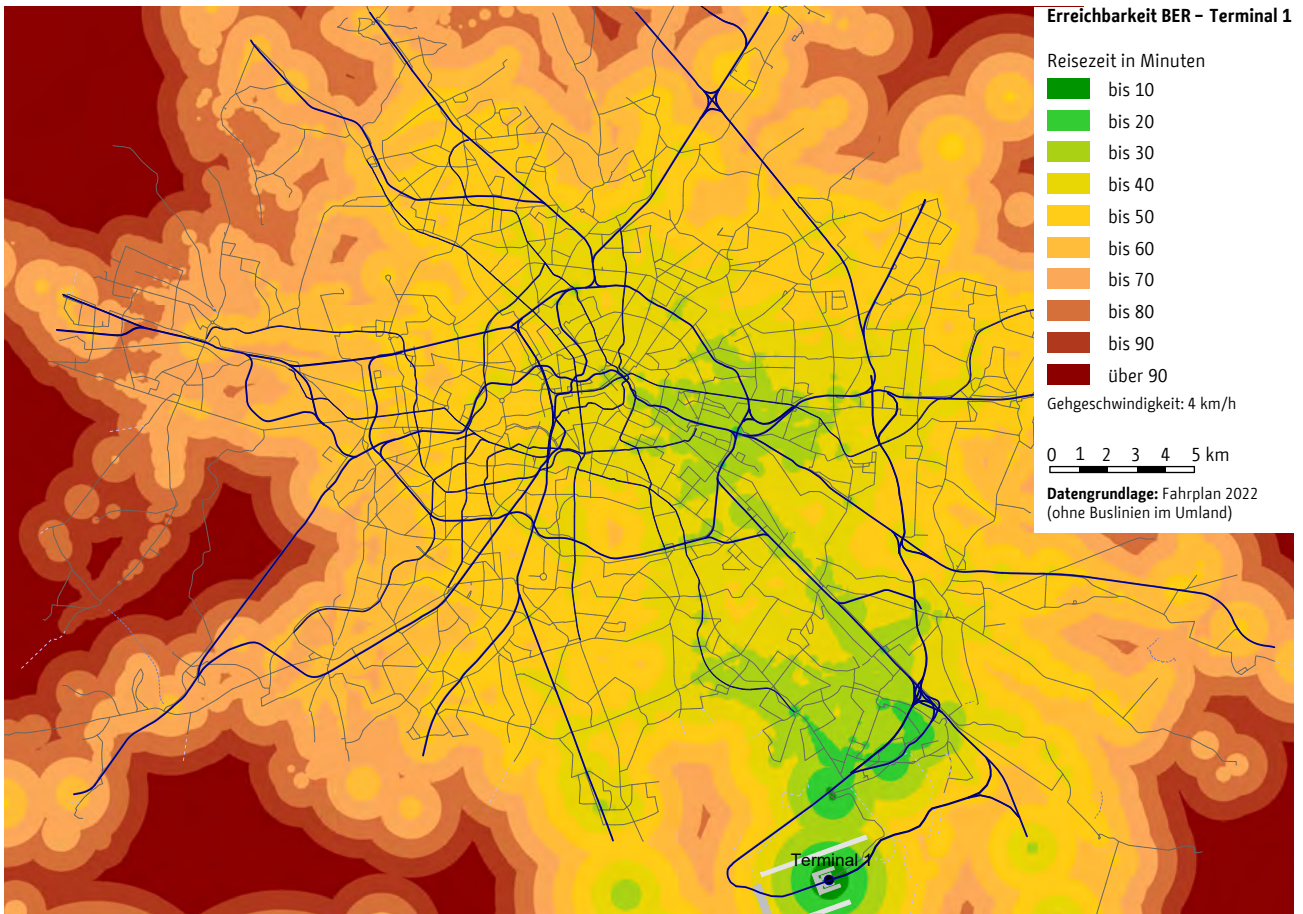 Erreichbarkeit BER – Terminal 1
Reisezeit in Minuten
bis 10
bis 20
bis 30
bis 40
bis 50
bis 60
bis 70
bis 80
bis 90
über 90
Gehgeschwindigkeit: 4 km/h
0 1 2 3 4 5 km
Datengrundlage: Fahrplan 2022
(ohne Buslinien im Umland)
Terminal 1